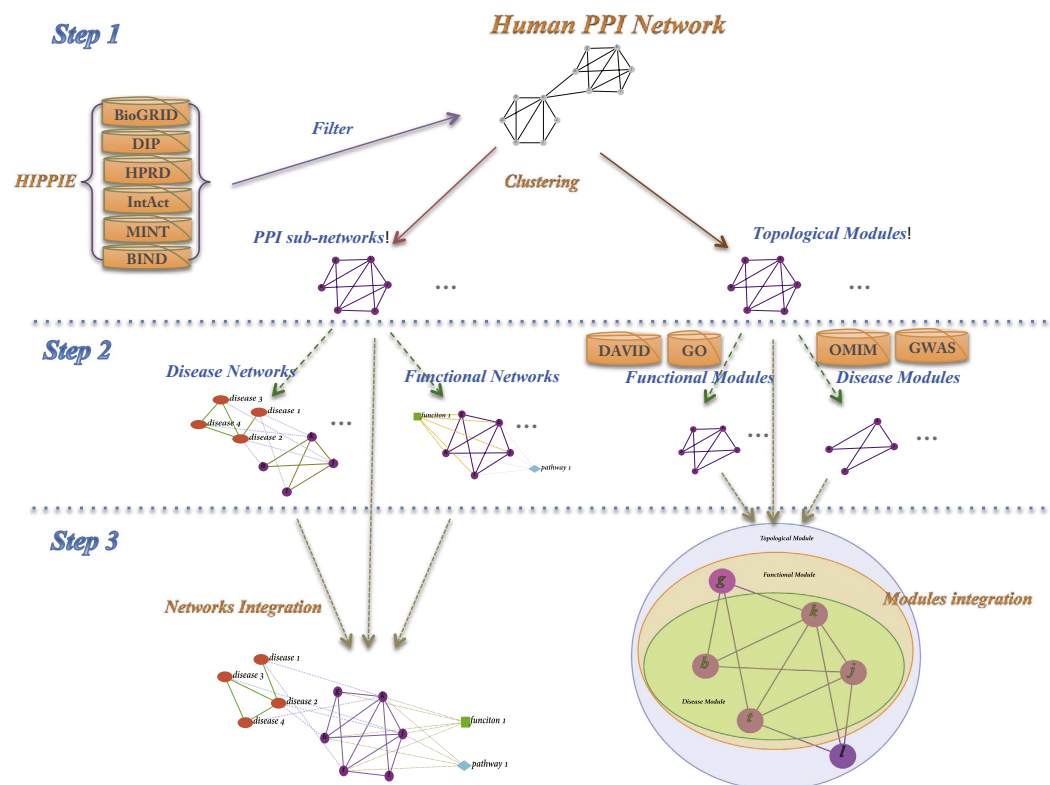 Step 1
Human PPI Network
BioGRID
DIP
HPRD
IntAct
MINT
BIND
HIPPIE
Filter
Clustering
PPI sub-networks!
Topological Modules!
...
...
Step 2
DAVID
GO
OMIM
GWAS
Disease Networks
Functional Networks
Functional Modules
Disease Modules
disease 3
disease 1
disease 4
disease 2
...
funciton 1
pathway 1
...
...
...
Step 3
Networks Integration
disease 1
disease 3
disease 2
disease 4
g
k
h
j
t
l
funciton 1
pathway 1
Topological Module
Functional Module
Modules integration
g
k
b
j
Disease Module
t
l